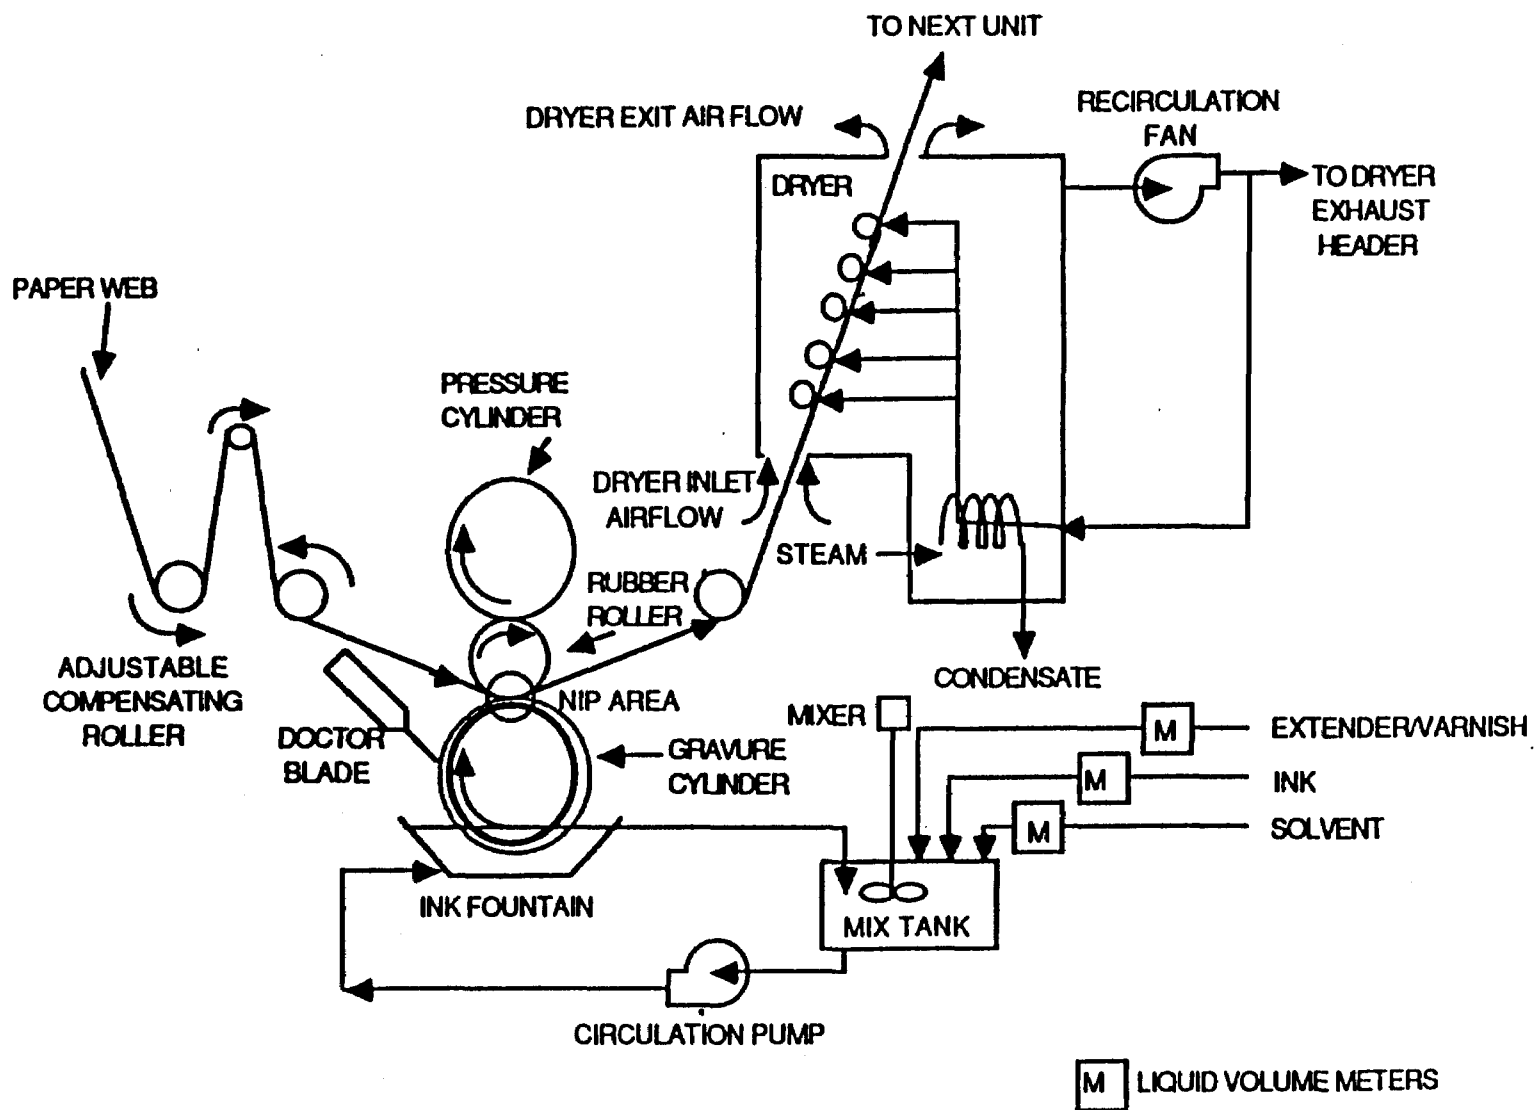 TO NEXT UNIT
DRYER EXIT AIR FLOW
RECIRCULATION
FAN
DRYER
TO DRYER
EXHAUST
HEADER
PAPER WEB
PRESSURE
CYLINDER
DRYER INLET
AIRFLOW
STEAM
RUBBER
ROLLER
ADJUSTABLE
COMPENSATING
ROLLER
CONDENSATE
NIP AREA
MIXER
DOCTOR
BLADE
GRAVURE
CYLINDER
M
EXTENDER/VARNISH
M
INK
M
SOLVENT
INK FOUNTAIN
MIX TANK
CIRCULATION PUMP
M LIQUID VOLUME METERS